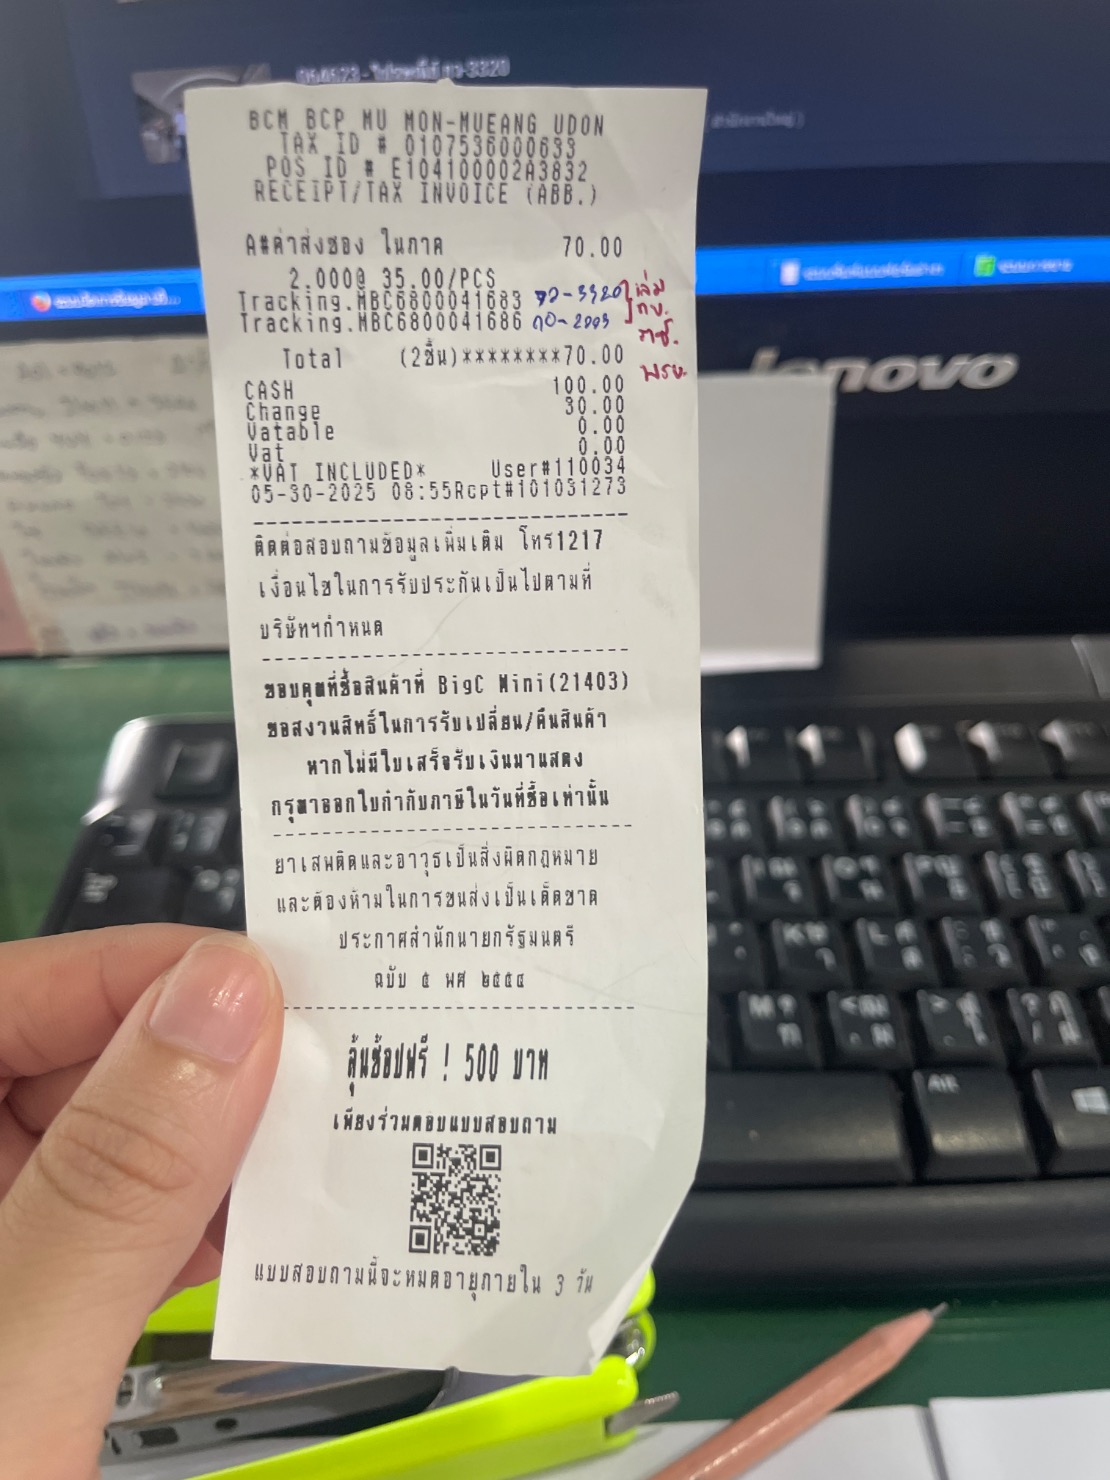 064523 - ใบ
BCM BCP MU MON-MUEANG UDON
TAX ID # 0107536000633
POS ID # E104100002A3832
RECEIPT/TAX INVOICE (ABB.)
A#ค่าส่งของ ในภาค 70.00
2.000@ 35.00/PCS
Tracking.MBC6800041683
Tracking.MBC6800041686
Total (2ชิ้น)********70.00
CASH 100.00
Change 30.00
Vatable 0.00
Vat 0.00
*VAT INCLUDED* User#110034
05-30-2025 08:55Rcpt#101031273
ติดต่อสอบถามข้อมูลเพิ่มเติม โทร1217
เงื่อนไขในการรับประกันเป็นไปตามที่
บริษัทฯกำหนด
ขอบคุณที่ซื้อสินค้าที่ BigC Mini(21403)
ขอสงวนสิทธิ์ในการรับเปลี่ยน/คืนสินค้า
หากไม่มีใบเสร็จรับเงินมาแสดง
กรุณาออกใบกำกับภาษีในวันที่ซื้อเท่านั้น
ยาเสพติดและอาวุธเป็นสิ่งผิดกฎหมาย
และต้องห้ามในการขนส่งเป็นเด็ดขาด
ประกาศสำนักนายกรัฐมนตรี
ฉบับ ๕ พศ ๒๕๕๔
ลุ้นช้อปฟรี ! 500 บาท
เพียงร่วมตอบแบบสอบถาม
แบบสอบถามนี้จะหมดอายุภายใน 3 วัน
lenovo
Alt